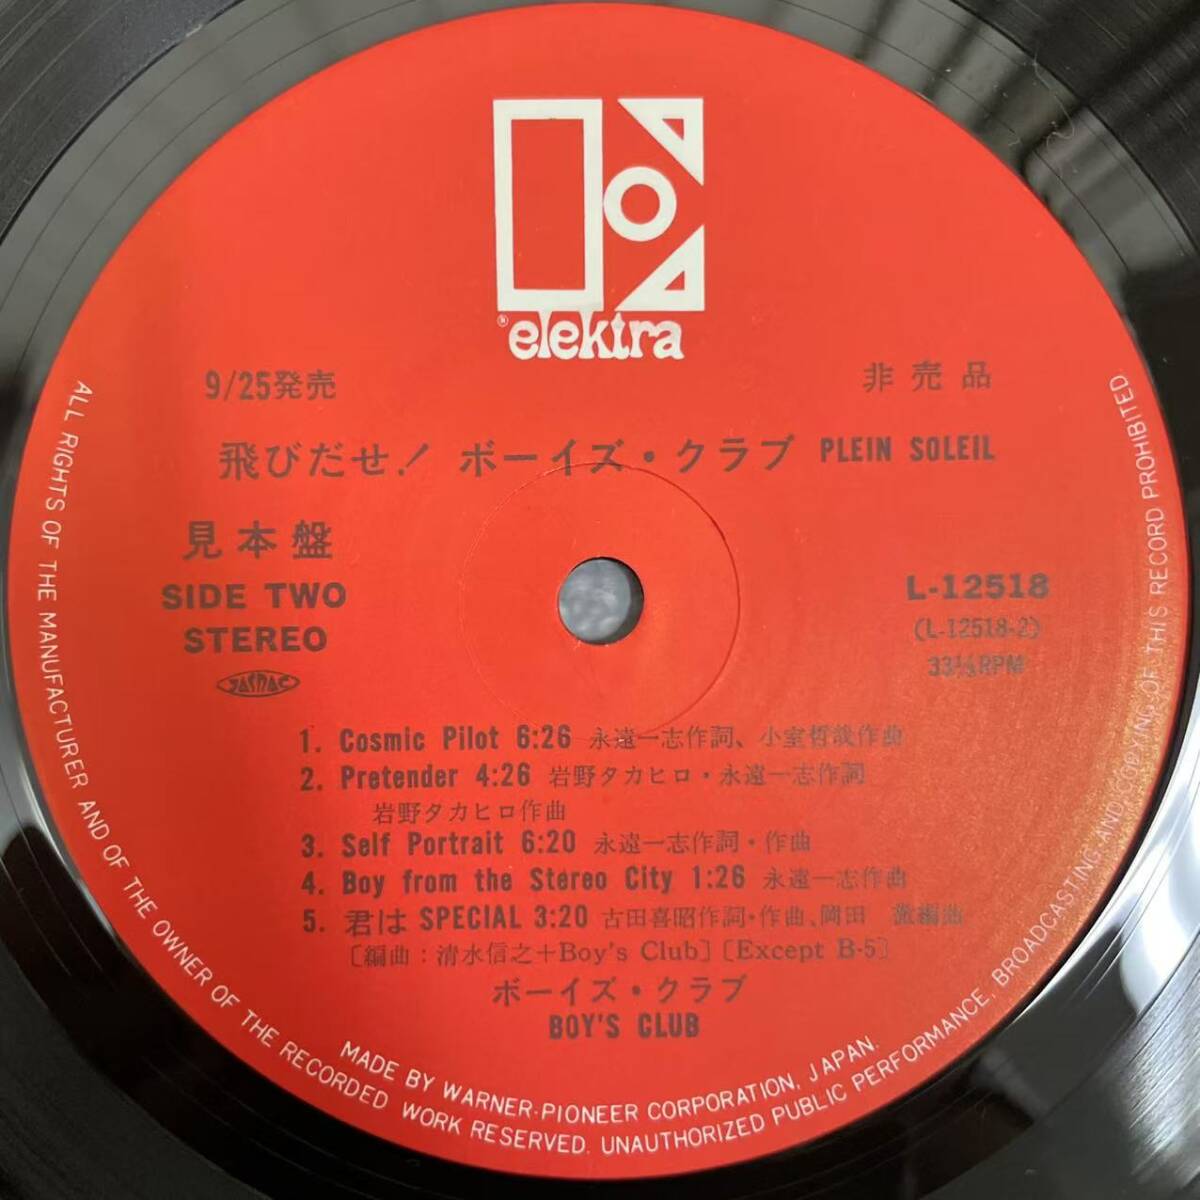 ® elektra
9/25発売
非売品
飛びだせ！ ボーイズ・クラブ PLEIN SOLEIL
見本盤
SIDE TWO
STEREO
JASRAC
L-12518
(L-12518-2)
33⅓RPM
1. Cosmic Pilot 6:26 永遠一志作詞、小室哲哉作曲
2. Pretender 4:26 岩野タカヒロ・永遠一志作詞
岩野タカヒロ作曲
3. Self Portrait 6:20 永遠一志作詞・作曲
4. Boy from the Stereo City 1:26 永遠一志作曲
5. 君は SPECIAL 3:20 古田喜昭作詞・作曲、岡田 編曲
[編曲：清水信之+Boy's Club] [Except B-5]
ボーイズ・クラブ
BOY'S CLUB
MADE BY WARNER-PIONEER CORPORATION, JAPAN.
ALL RIGHTS OF THE MANUFACTURER AND OF THE OWNER OF THE RECORDED WORK RESERVED. UNAUTHORIZED PUBLIC PERFORMANCE, BROADCASTING AND COPYING OF THIS RECORD PROHIBITED.